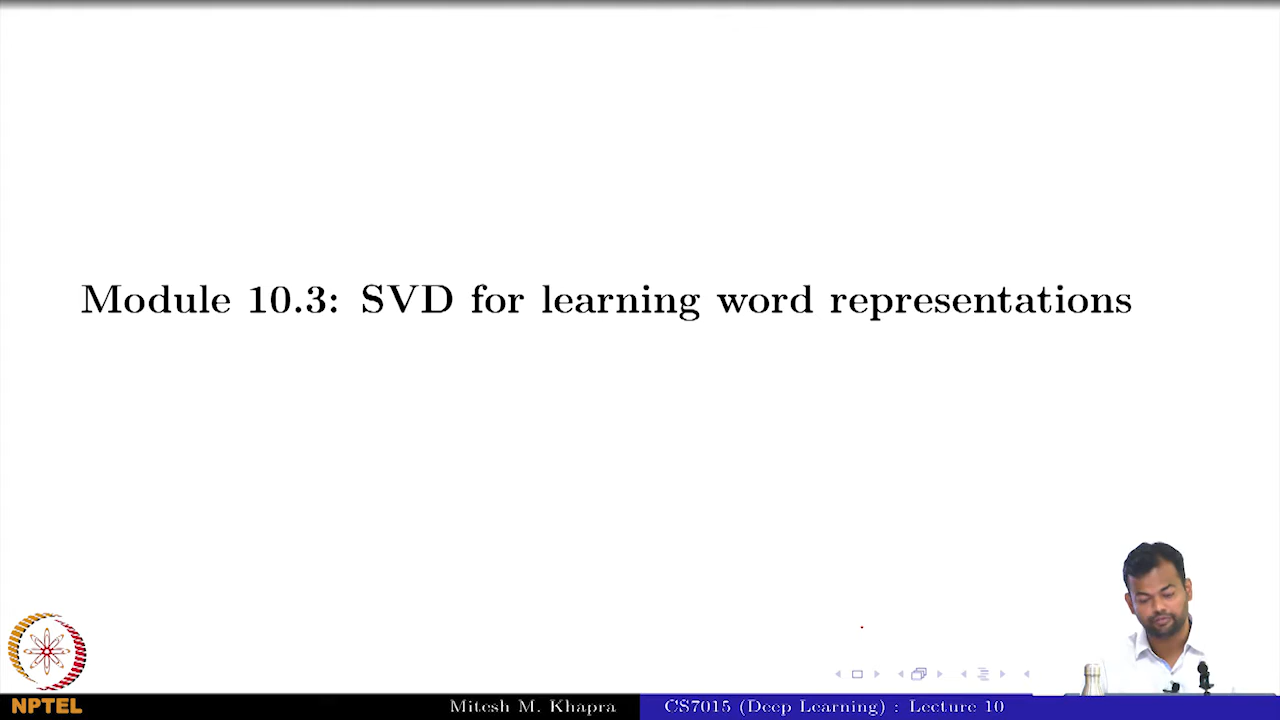 Module 10.3: SVD for learning word representations
NPTEL
Mitesh M. Khapra
CS7015 (Deep Learning) : Lecture 10